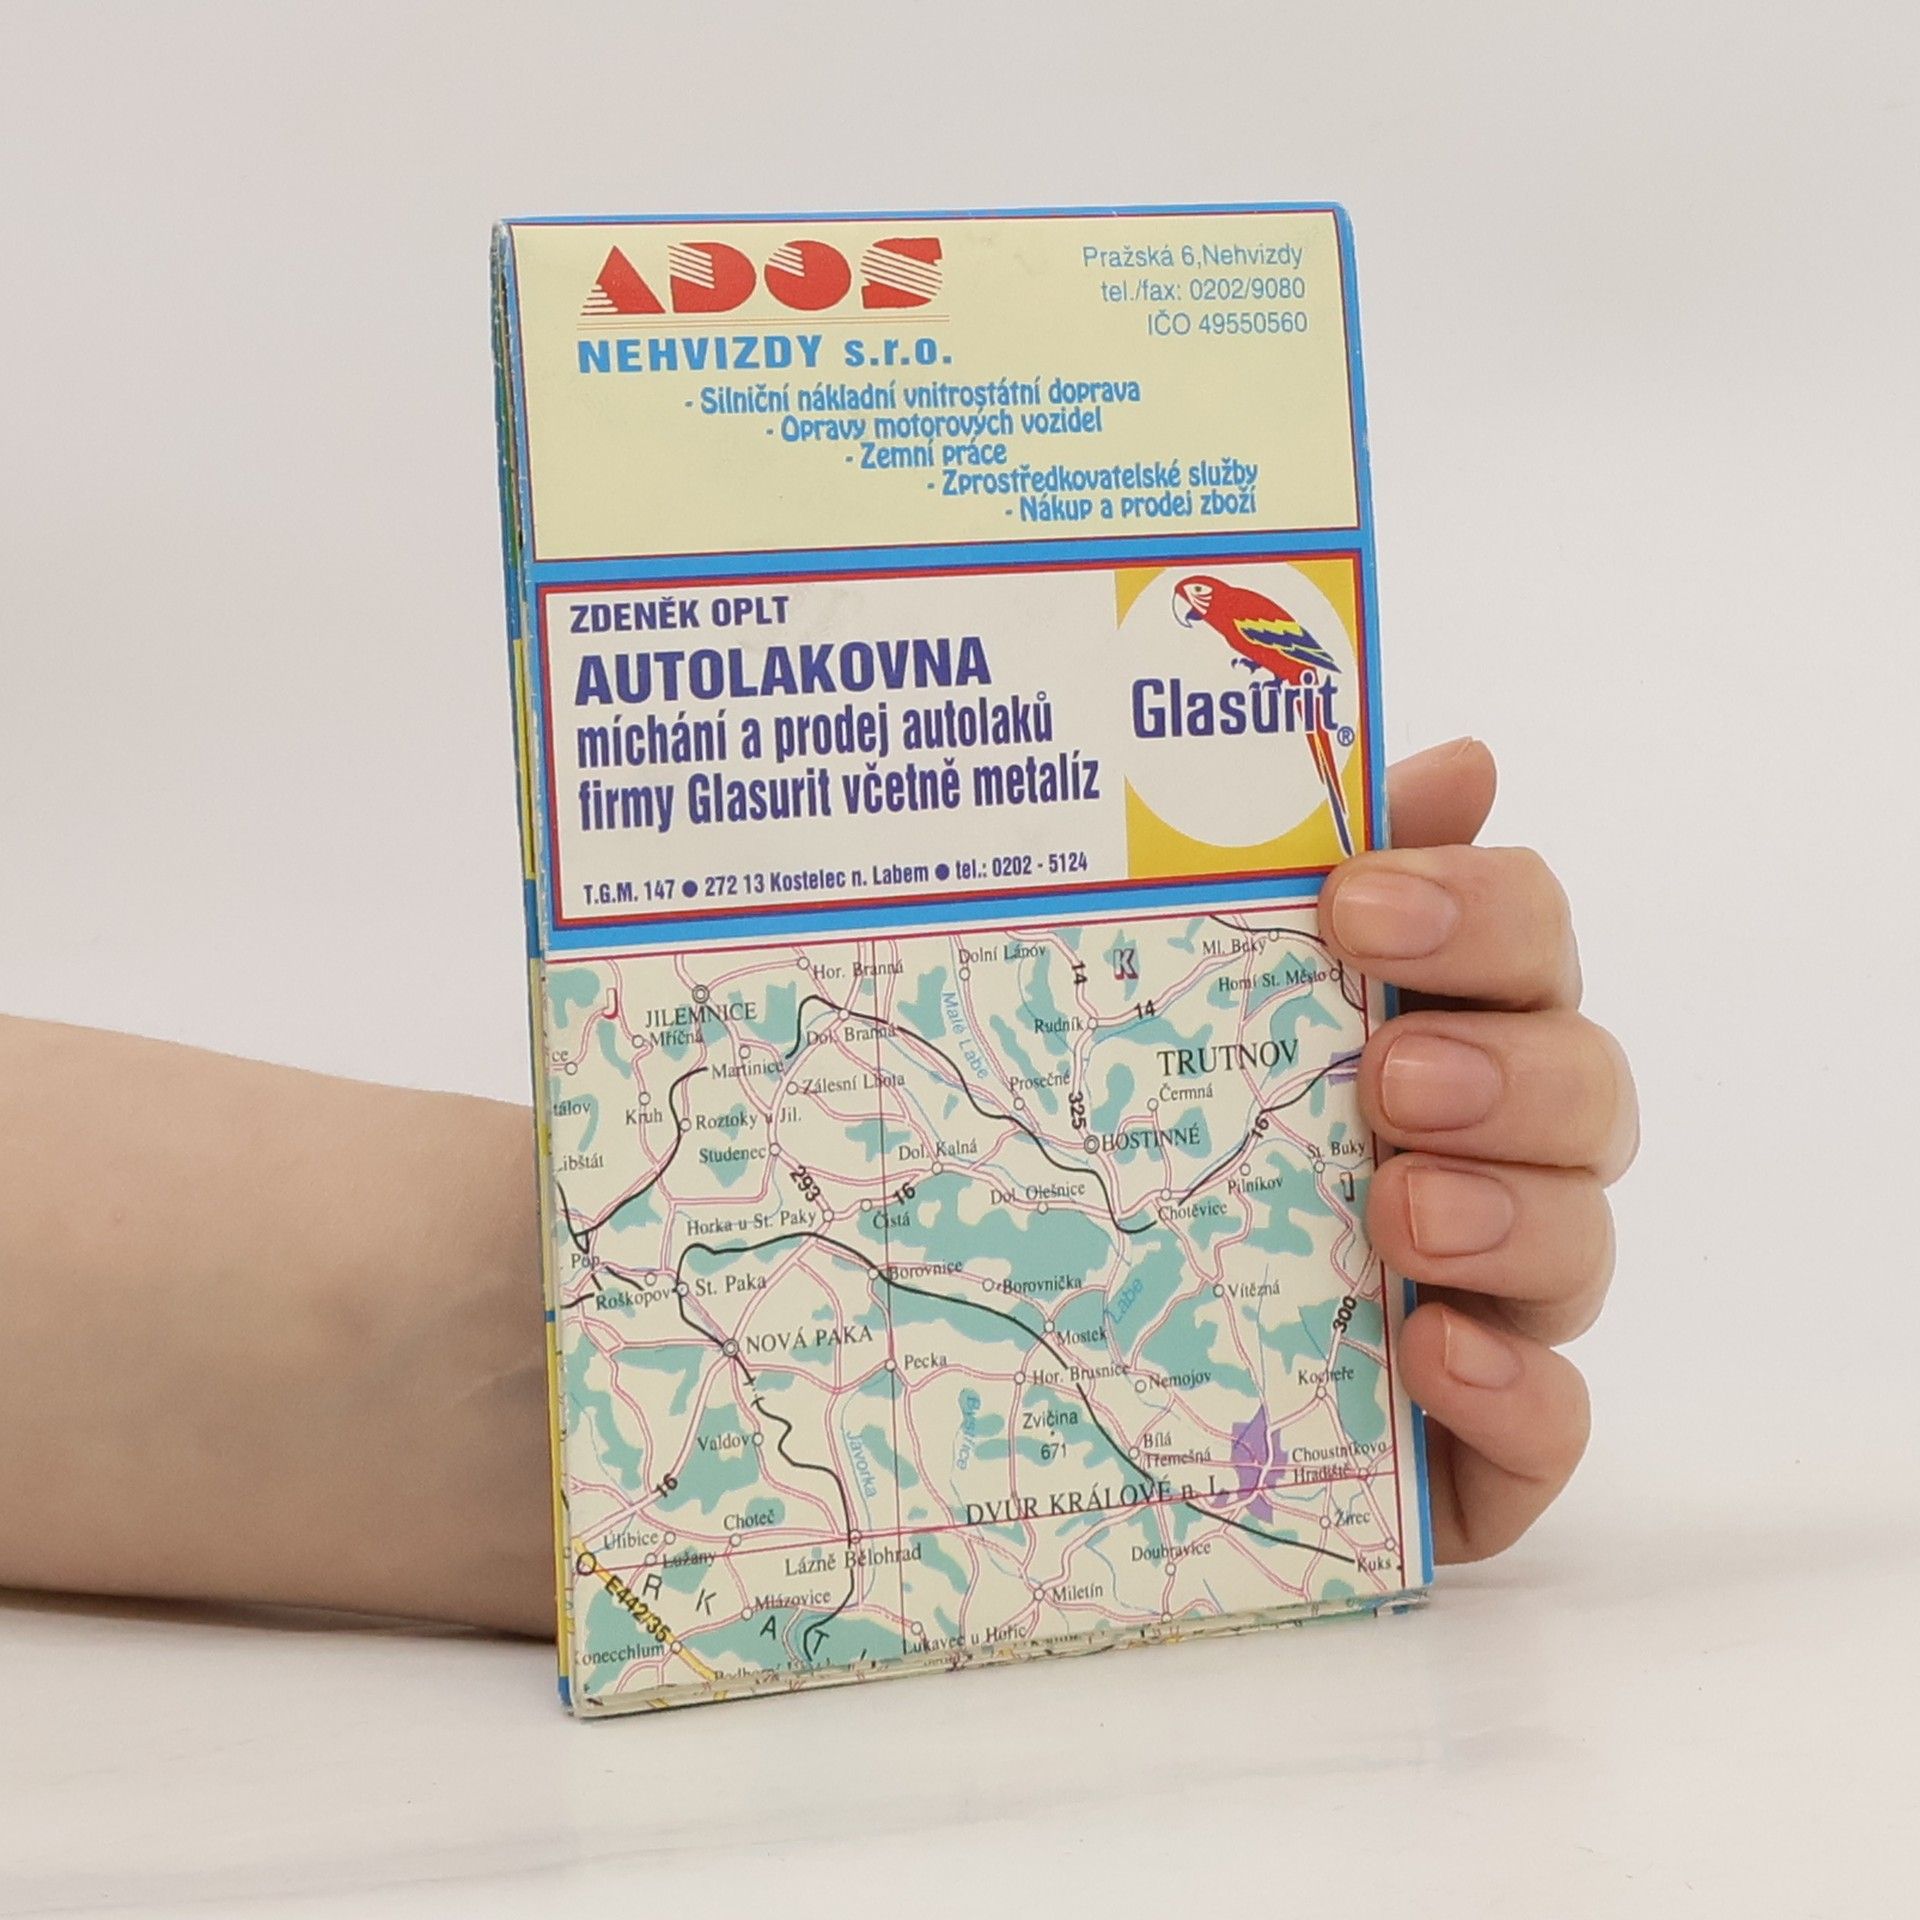 ADOS
NEHVIZDY s.r.o.
Pražská 6,Nehvizdy
tel./fax: 0202/9080
IČO 49550560
- Silniční nákladní vnitrostátní doprava
- Opravy motorových vozidel
- Zemní práce
- Zprostředkovatelské služby
- Nákup a prodej zboží
ZDENĚK OPLT
AUTOLAKOVNA
míchání a prodej autolaků
firmy Glasurit včetně metalíz
Glasurit®
T.G.M. 147 ● 272 13 Kostelec n. Labem ● tel.: 0202 - 5124
Hor. Branná
Dolní Lánov
14
K
Ml. Buky
Horní St. Město
J
JILEMNICE
Mříčná
Dol. Branná
Malé Labe
Rudník
14
TRUTNOV
ce
Martinice
Zálesní Lhota
Prosečné
325
Čermná
tálov
Kruh
Roztoky u Jil.
HOSTINNÉ
16
St. Buky
Libštát
Studenec
Dol. Kalná
293
16
Dol. Olešnice
Pilníkov
1
Horka u St. Paky
Čistá
Chotěvice
Pop.
Roškopov
St. Paka
Borovnice
Borovnička
Labe
Vítězná
300
NOVÁ PAKA
Mostek
Pecka
Hor. Brusnice
Nemojov
Kocbeře
Bystřice
Zvičina
671
Valdov
Javorka
Bílá
Třemešná
Choustníkovo
Hradiště
16
DVŮR KRÁLOVÉ n. L.
Choteč
Úlibice
Žirec
Lužany
Lázně Bělohrad
Doubravice
Kuks
R K A T
E442/35
Mlázovice
Miletín
Konecchlum
Lukavec u Hořic